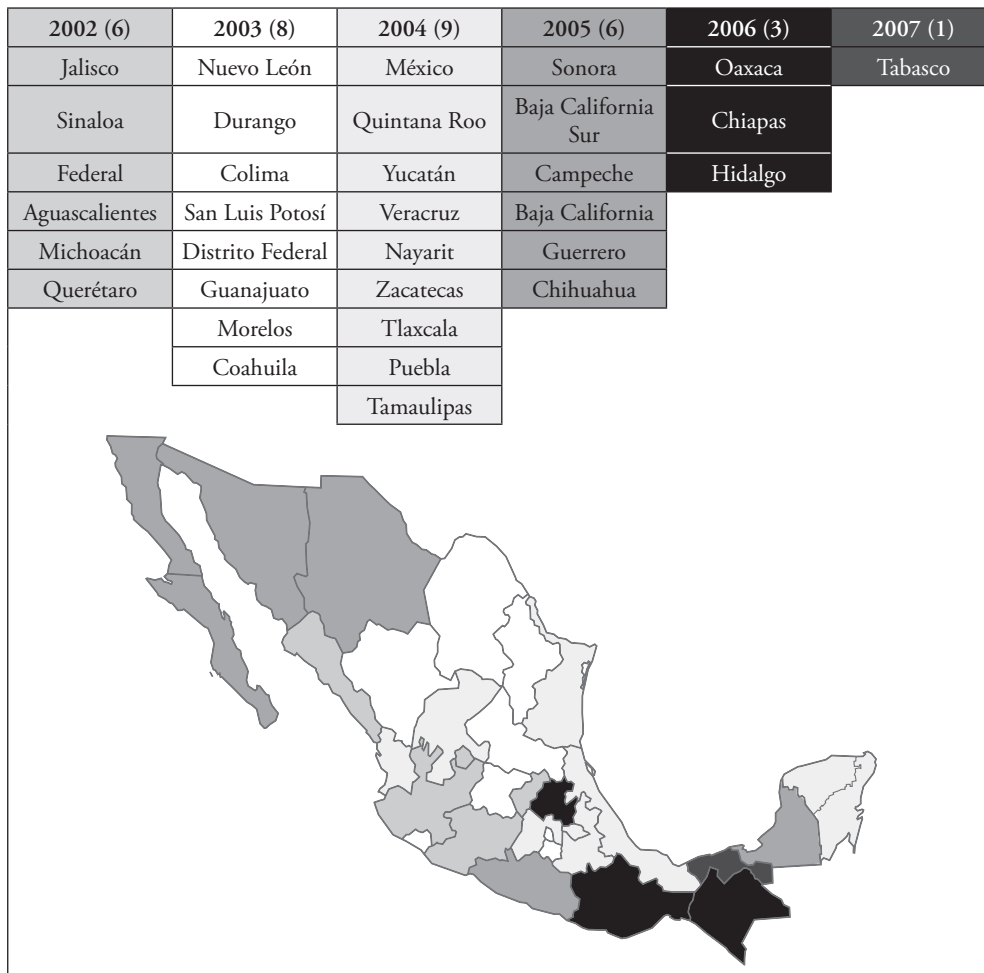 2002 (6) 2003 (8) 2004 (9) 2005 (6) 2006 (3) 2007 (1)
Jalisco Nuevo León México Sonora Oaxaca Tabasco
Sinaloa Durango Quintana Roo Baja California Sur Chiapas
Federal Colima Yucatán Campeche Hidalgo
Aguascalientes San Luis Potosí Veracruz Baja California
Michoacán Distrito Federal Nayarit Guerrero
Querétaro Guanajuato Zacatecas Chihuahua
Morelos Tlaxcala
Coahuila Puebla
Tamaulipas